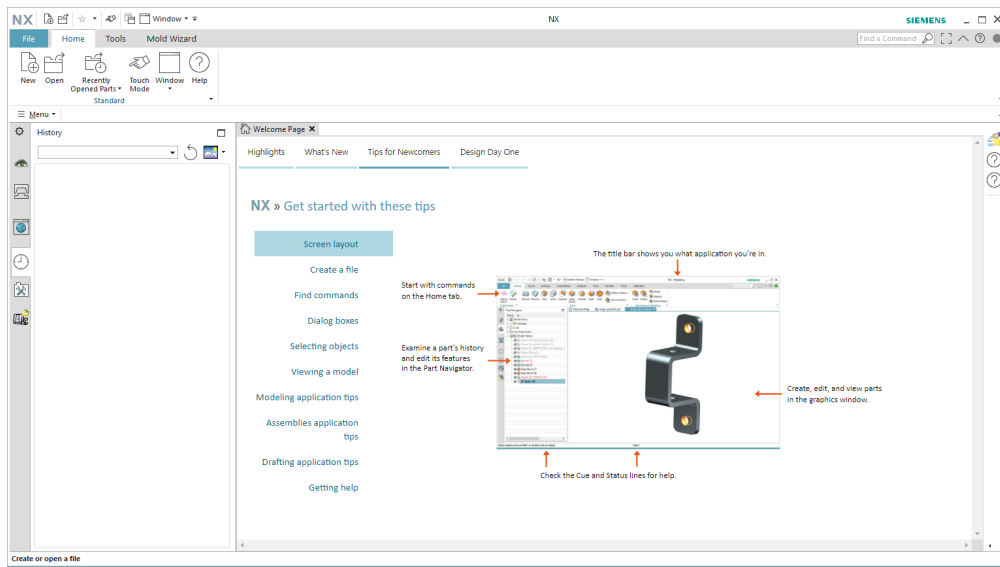 NX
Window
NX
SIEMENS
File
Home
Tools
Mold Wizard
Find a Command
New
Open
Recently
Opened Parts
Touch
Mode
Window
Help
Standard
Menu
History
Welcome Page
Highlights
What's New
Tips for Newcomers
Design Day One
NX » Get started with these tips
Screen layout
Create a file
Find commands
Dialog boxes
Selecting objects
Viewing a model
Modeling application tips
Assemblies application
tips
Drafting application tips
Getting help
The title bar shows you what application you're in.
Start with commands
on the Home tab.
Examine a part's history
and edit its features
in the Part Navigator.
Create, edit, and view parts
in the graphics window.
Check the Cue and Status lines for help.
Create or open a file